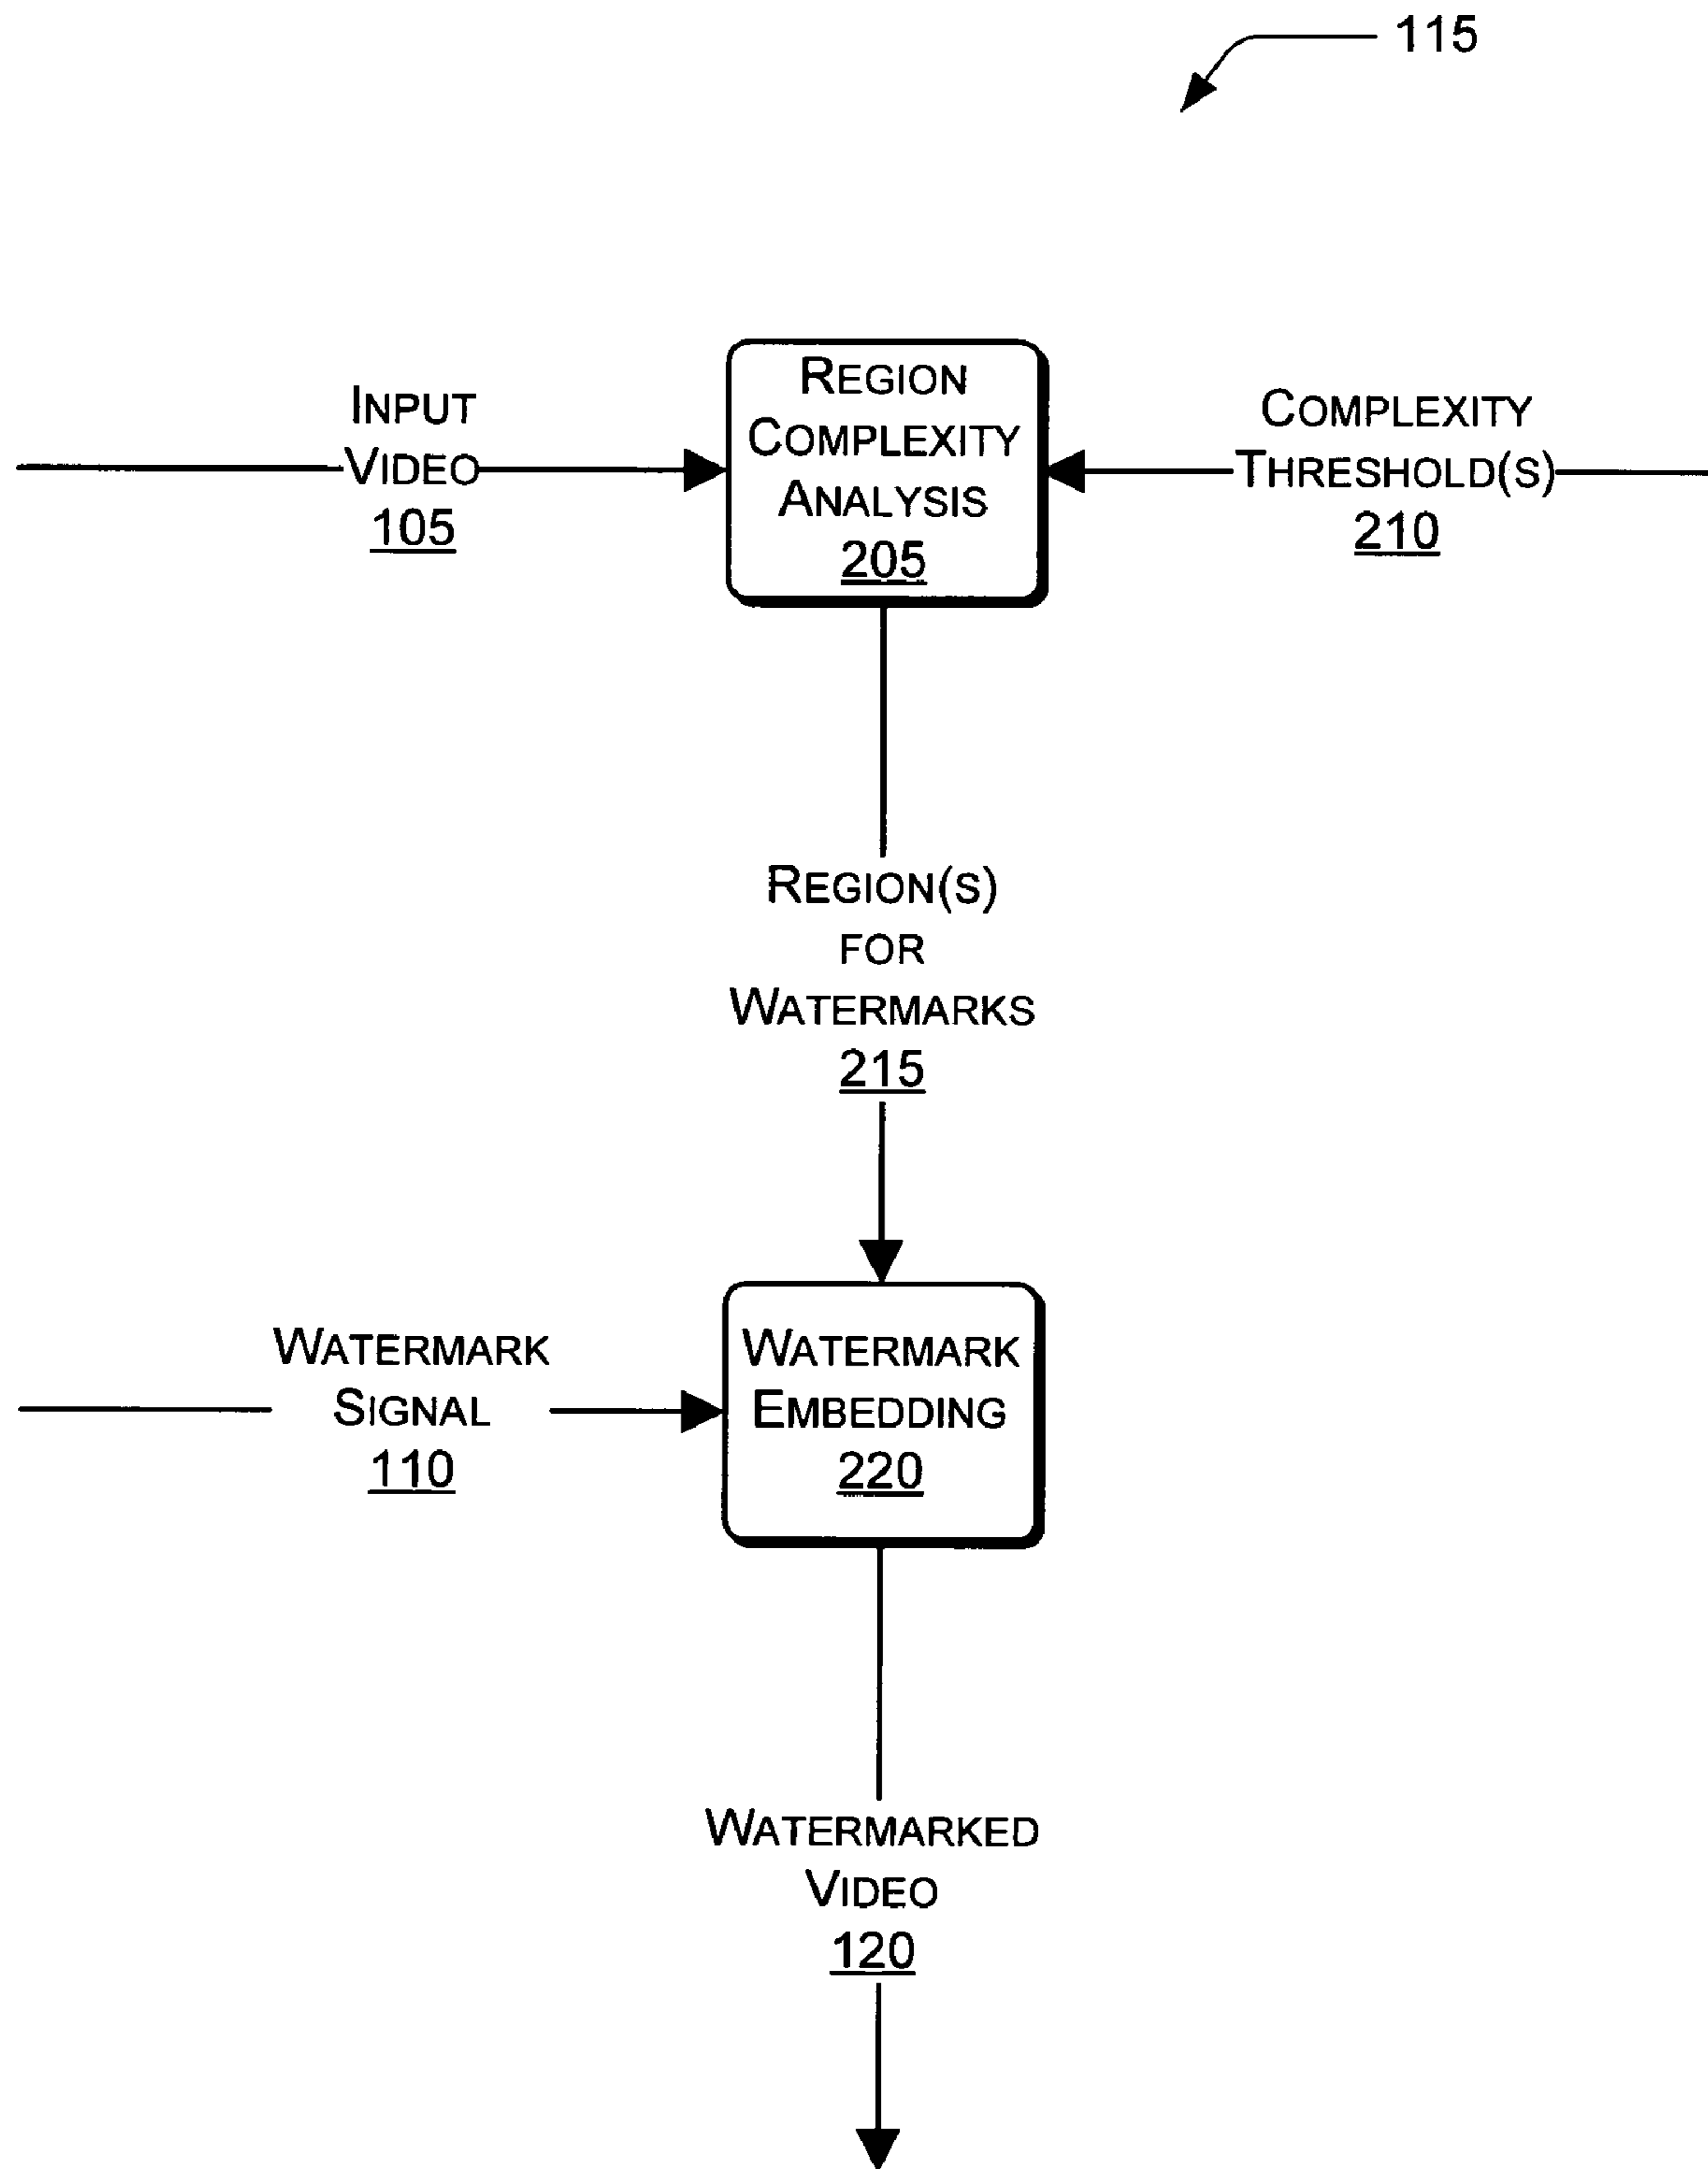 115
REGION
COMPLEXITY
ANALYSIS
205
INPUT
VIDEO
105
COMPLEXITY
THRESHOLD(S)
210
REGION(S)
FOR
WATERMARKS
215
WATERMARK
SIGNAL
110
WATERMARK
EMBEDDING
220
WATERMARKED
VIDEO
120